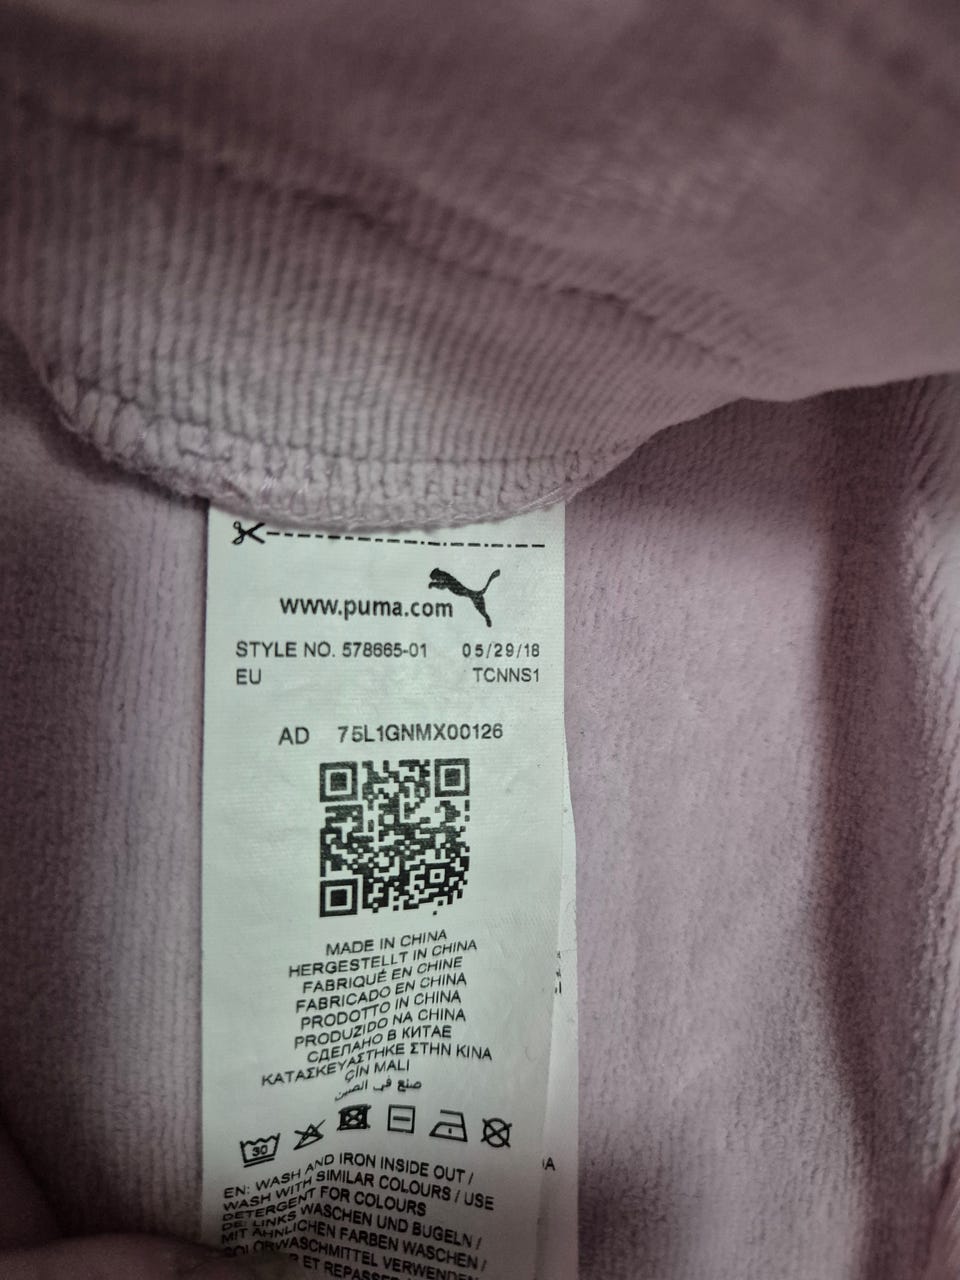 www.puma.com
STYLE NO. 578665-01 05/29/18
EU TCNNS1
AD 75L1GNMX00126
MADE IN CHINA
HERGESTELLT IN CHINA
FABRIQUÉ EN CHINE
FABRICADO EN CHINA
PRODOTTO IN CHINA
PRODUZIDO NA CHINA
СДЕЛАНО В КИТАЕ
ΚΑΤΑΣΚΕΥΑΣΤΗΚΕ ΣΤΗΝ ΚΙΝΑ
ÇİN MALI
صنع في الصين
30
EN: WASH AND IRON INSIDE OUT /
WASH WITH SIMILAR COLOURS / USE
DETERGENT FOR COLOURS
DE: LINKS WASCHEN UND BUGELN /
MIT ÄHNLICHEN FARBEN WASCHEN /
COLORWASCHMITTEL VERWENDEN
ET REPASSER